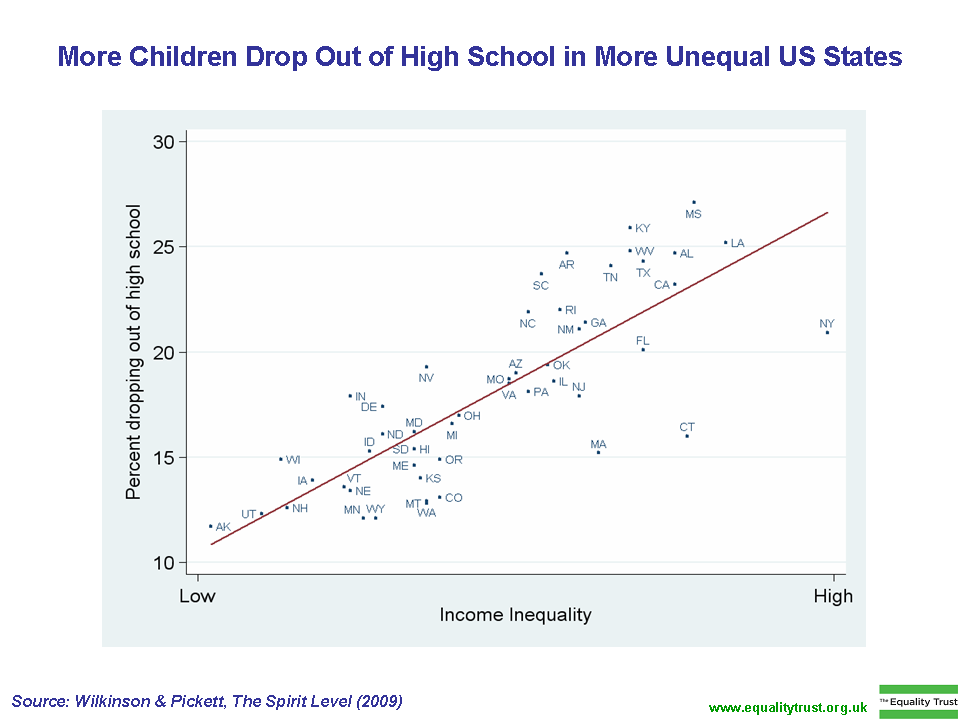 More Children Drop Out of High School in More Unequal US States
30
25
20
15
10
Percent dropping out of high school
MS
KY
LA
WV
AL
AR
TN
TX
CA
SC
RI
NC
GA
NM
NY
FL
AZ
OK
NV
MO
IL
NJ
VA
PA
IN
DE
OH
MD
CT
ND
MI
ID
MA
SD
HI
WI
OR
ME
IA
VT
KS
NE
CO
MT
UT
NH
MN
WY
WA
AK
Low
High
Income Inequality
Source: Wilkinson & Pickett, The Spirit Level (2009)
www.equalitytrust.org.uk
The Equality Trust